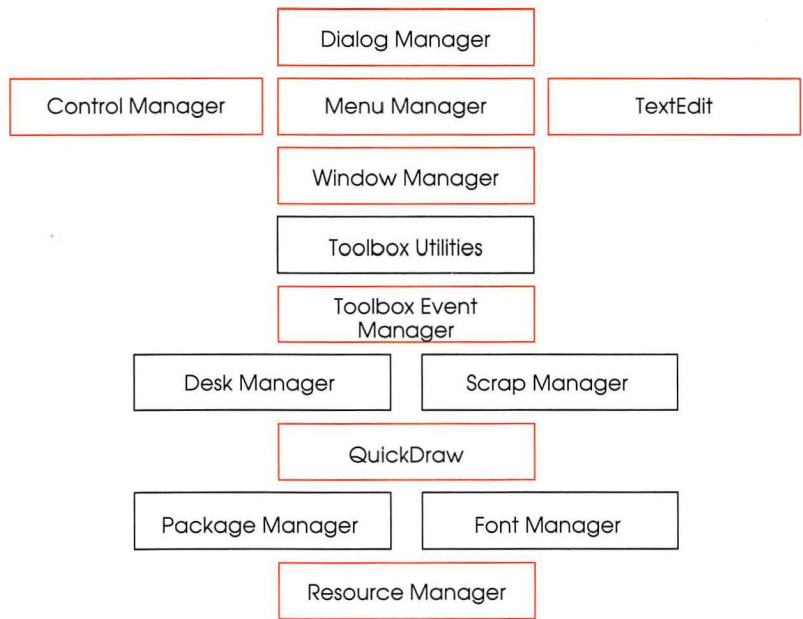 Dialog Manager
Control Manager
Menu Manager
TextEdit
Window Manager
Toolbox Utilities
Toolbox Event
Manager
Desk Manager
Scrap Manager
QuickDraw
Package Manager
Font Manager
Resource Manager